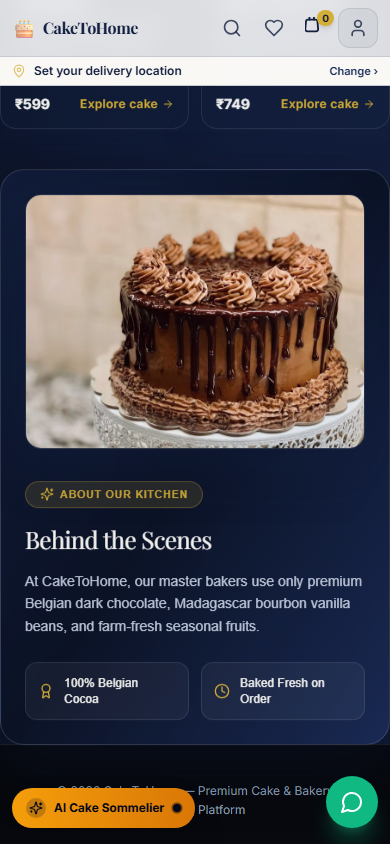 CakeToHome
0
Set your delivery location
Change ›
₹599
Explore cake →
₹749
Explore cake →
ABOUT OUR KITCHEN
Behind the Scenes
At CakeToHome, our master bakers use only premium
Belgian dark chocolate, Madagascar bourbon vanilla
beans, and farm-fresh seasonal fruits.
100% Belgian
Cocoa
Baked Fresh on
Order
— Premium Cake & Baker
Platform
AI Cake Sommelier